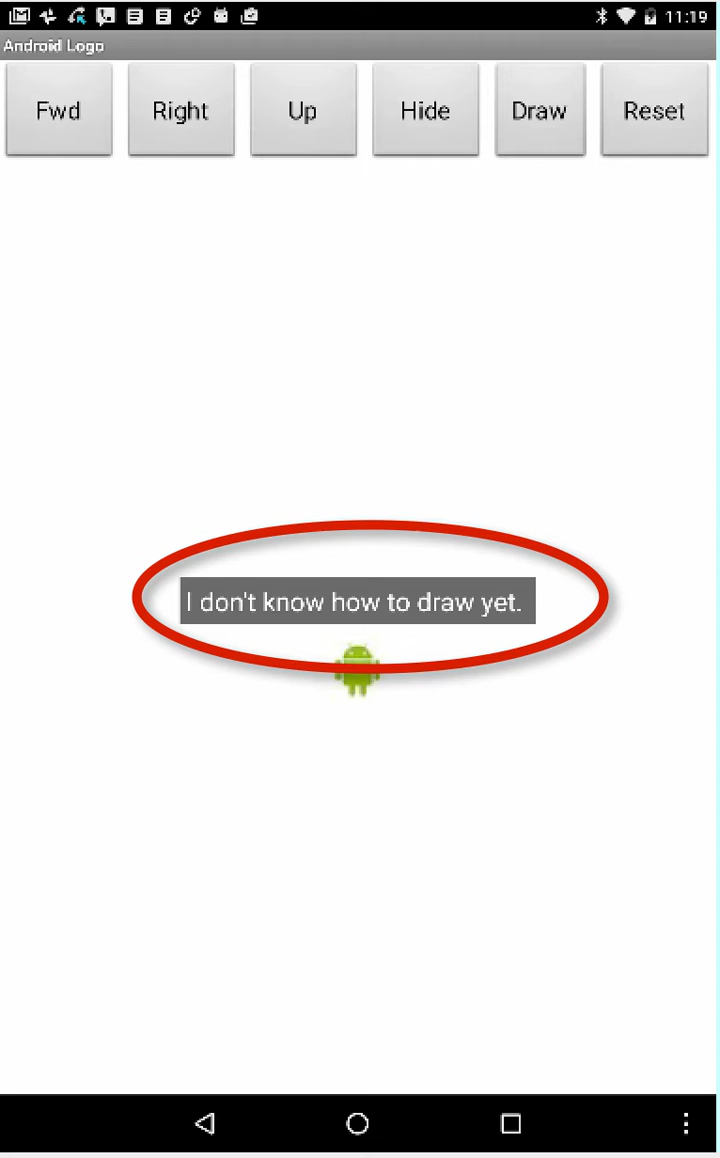 11:19
Android Logo
Fwd Right Up Hide Draw Reset
I don't know how to draw yet.